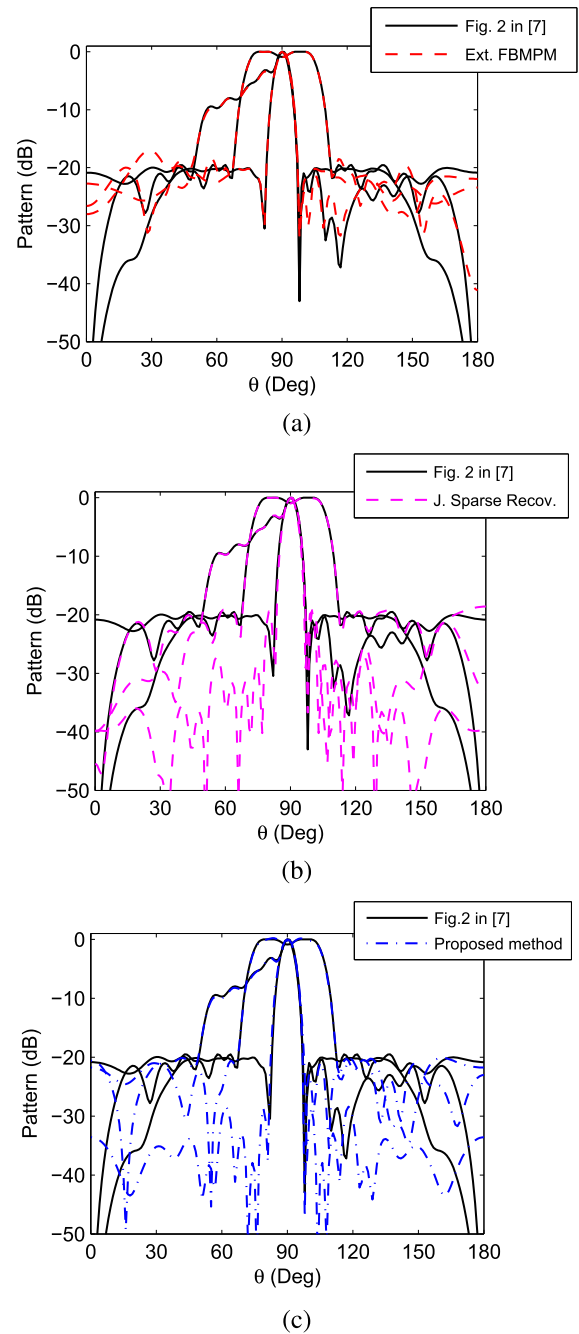 Fig. 2 in [7]
Ext. FBMPM
0
−10
−20
−30
−40
−50
Pattern (dB)
0 30 60 90 120 150 180
θ (Deg)
(a)
Fig. 2 in [7]
J. Sparse Recov.
0
−10
−20
−30
−40
−50
Pattern (dB)
0 30 60 90 120 150 180
θ (Deg)
(b)
Fig.2 in [7]
Proposed method
0
−10
−20
−30
−40
−50
Pattern (dB)
0 30 60 90 120 150 180
θ (Deg)
(c)